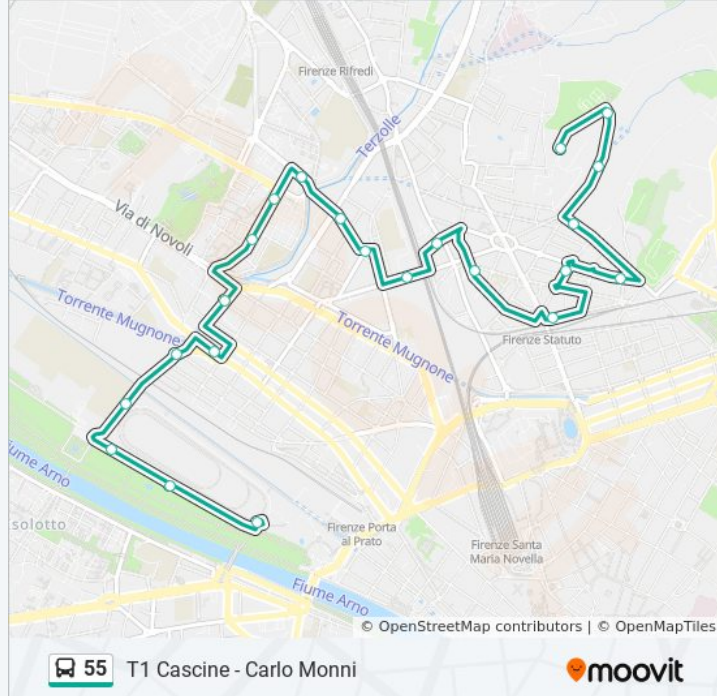 Firenze Rifredi
Terzolle
Via di Novoli
Torrente Mugnone
Torrente Mugnone
Firenze Statuto
Fiume Arno
solotto
Firenze Porta
al Prato
Firenze Santa
Maria Novella
Fiume Arno
© OpenStreetMap contributors | © OpenMapTiles
55 T1 Cascine - Carlo Monni
moovit